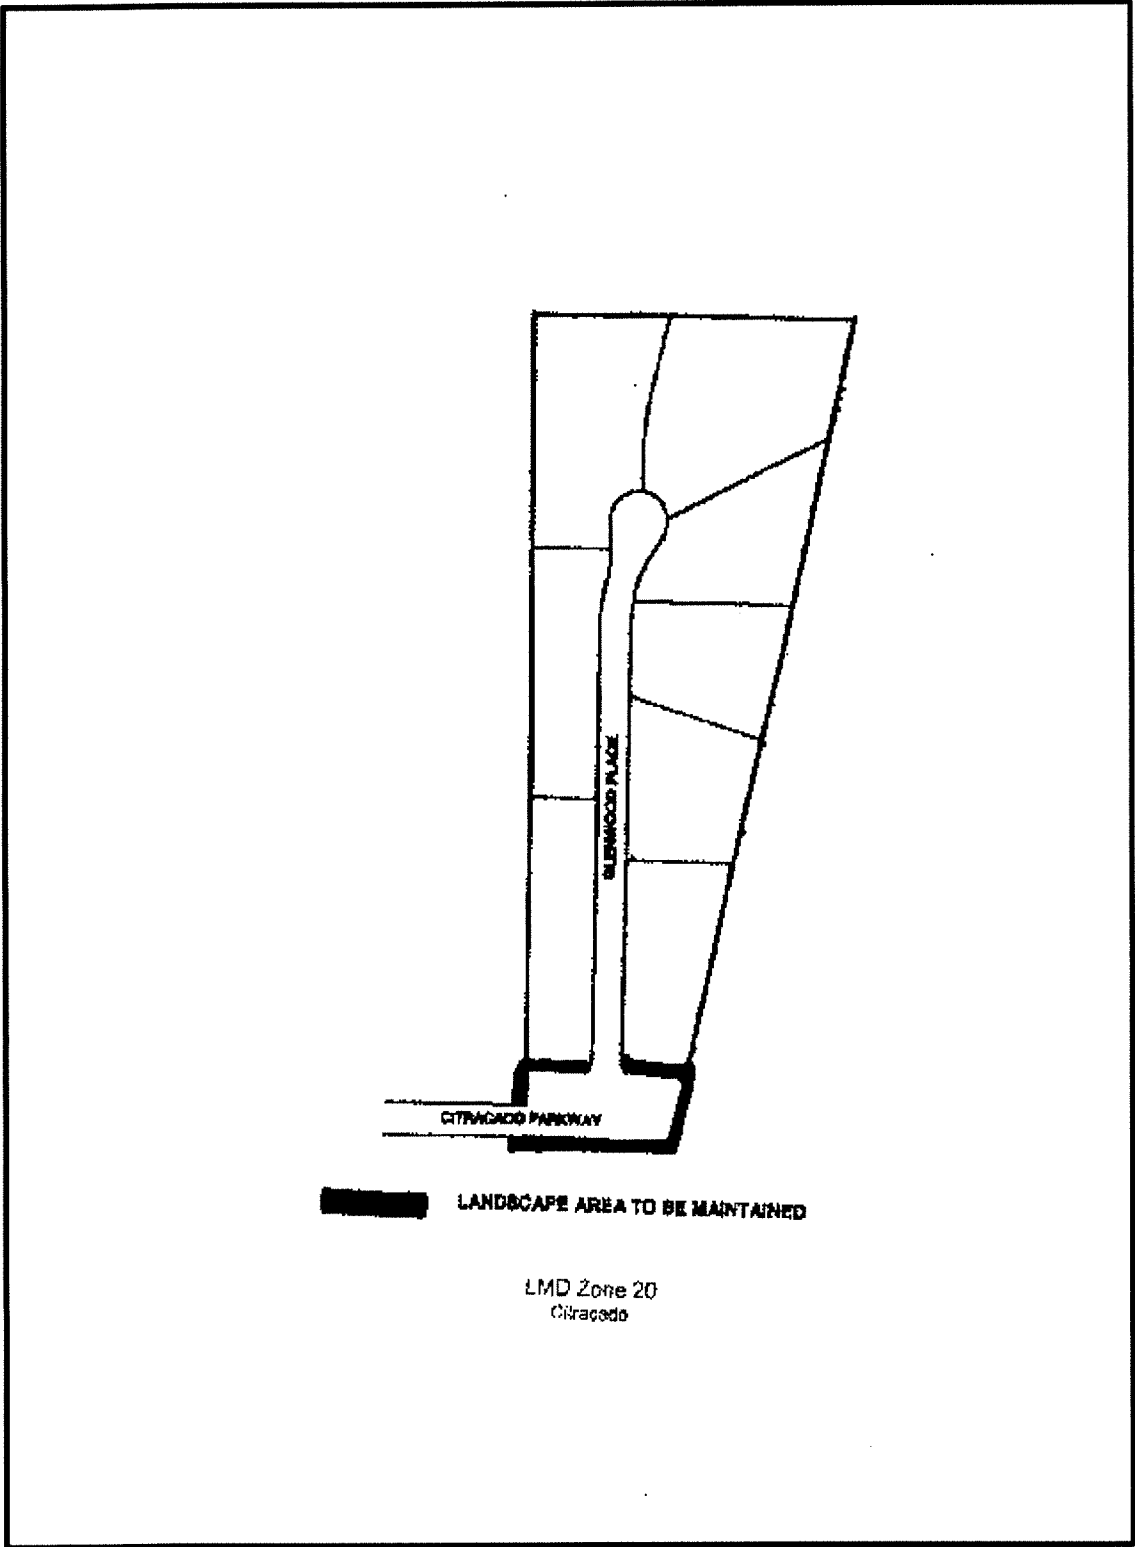 GLENWOOD PLACE
CITRACADO PARKWAY
LANDSCAPE AREA TO BE MAINTAINED
LMD Zone 20
Citracado